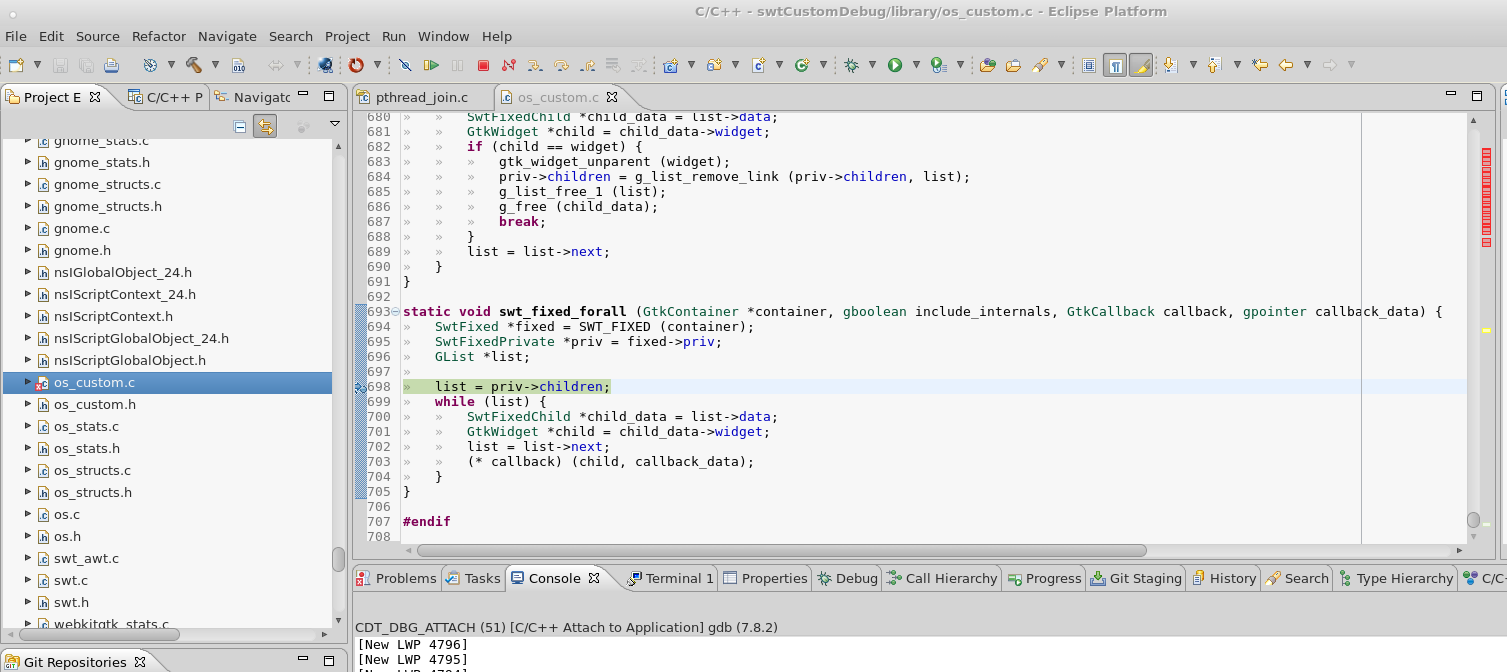 C/C++ - swtCustomDebug/library/os_custom.c - Eclipse Platform
File Edit Source Refactor Navigate Search Project Run Window Help
Project E C/C++ P Navigato
pthread_join.c os_custom.c
gnome_stats.c
gnome_stats.h
gnome_structs.c
gnome_structs.h
gnome.c
gnome.h
nsIGlobalObject_24.h
nsIScriptContext_24.h
nsIScriptContext.h
nsIScriptGlobalObject_24.h
nsIScriptGlobalObject.h
os_custom.c
os_custom.h
os_stats.c
os_stats.h
os_structs.c
os_structs.h
os.c
os.h
swt_awt.c
swt.c
swt.h
webkitgtk_stats.c
Git Repositories
680 » » SwtFixedChild *child_data = list->data;
681 » » GtkWidget *child = child_data->widget;
682 » » if (child == widget) {
683 » » » gtk_widget_unparent (widget);
684 » » » priv->children = g_list_remove_link (priv->children, list);
685 » » » g_list_free_1 (list);
686 » » » g_free (child_data);
687 » » » break;
688 » » }
689 » » list = list->next;
690 » }
691 }
692
693 static void swt_fixed_forall (GtkContainer *container, gboolean include_internals, GtkCallback callback, gpointer callback_data) {
694 » SwtFixed *fixed = SWT_FIXED (container);
695 » SwtFixedPrivate *priv = fixed->priv;
696 » GList *list;
697 »
698 » list = priv->children;
699 » while (list) {
700 » » SwtFixedChild *child_data = list->data;
701 » » GtkWidget *child = child_data->widget;
702 » » list = list->next;
703 » » (* callback) (child, callback_data);
704 » }
705 }
706
707 #endif
708
Problems Tasks Console Terminal 1 Properties Debug Call Hierarchy Progress Git Staging History Search Type Hierarchy C/C
CDT_DBG_ATTACH (51) [C/C++ Attach to Application] gdb (7.8.2)
[New LWP 4796]
[New LWP 4795]